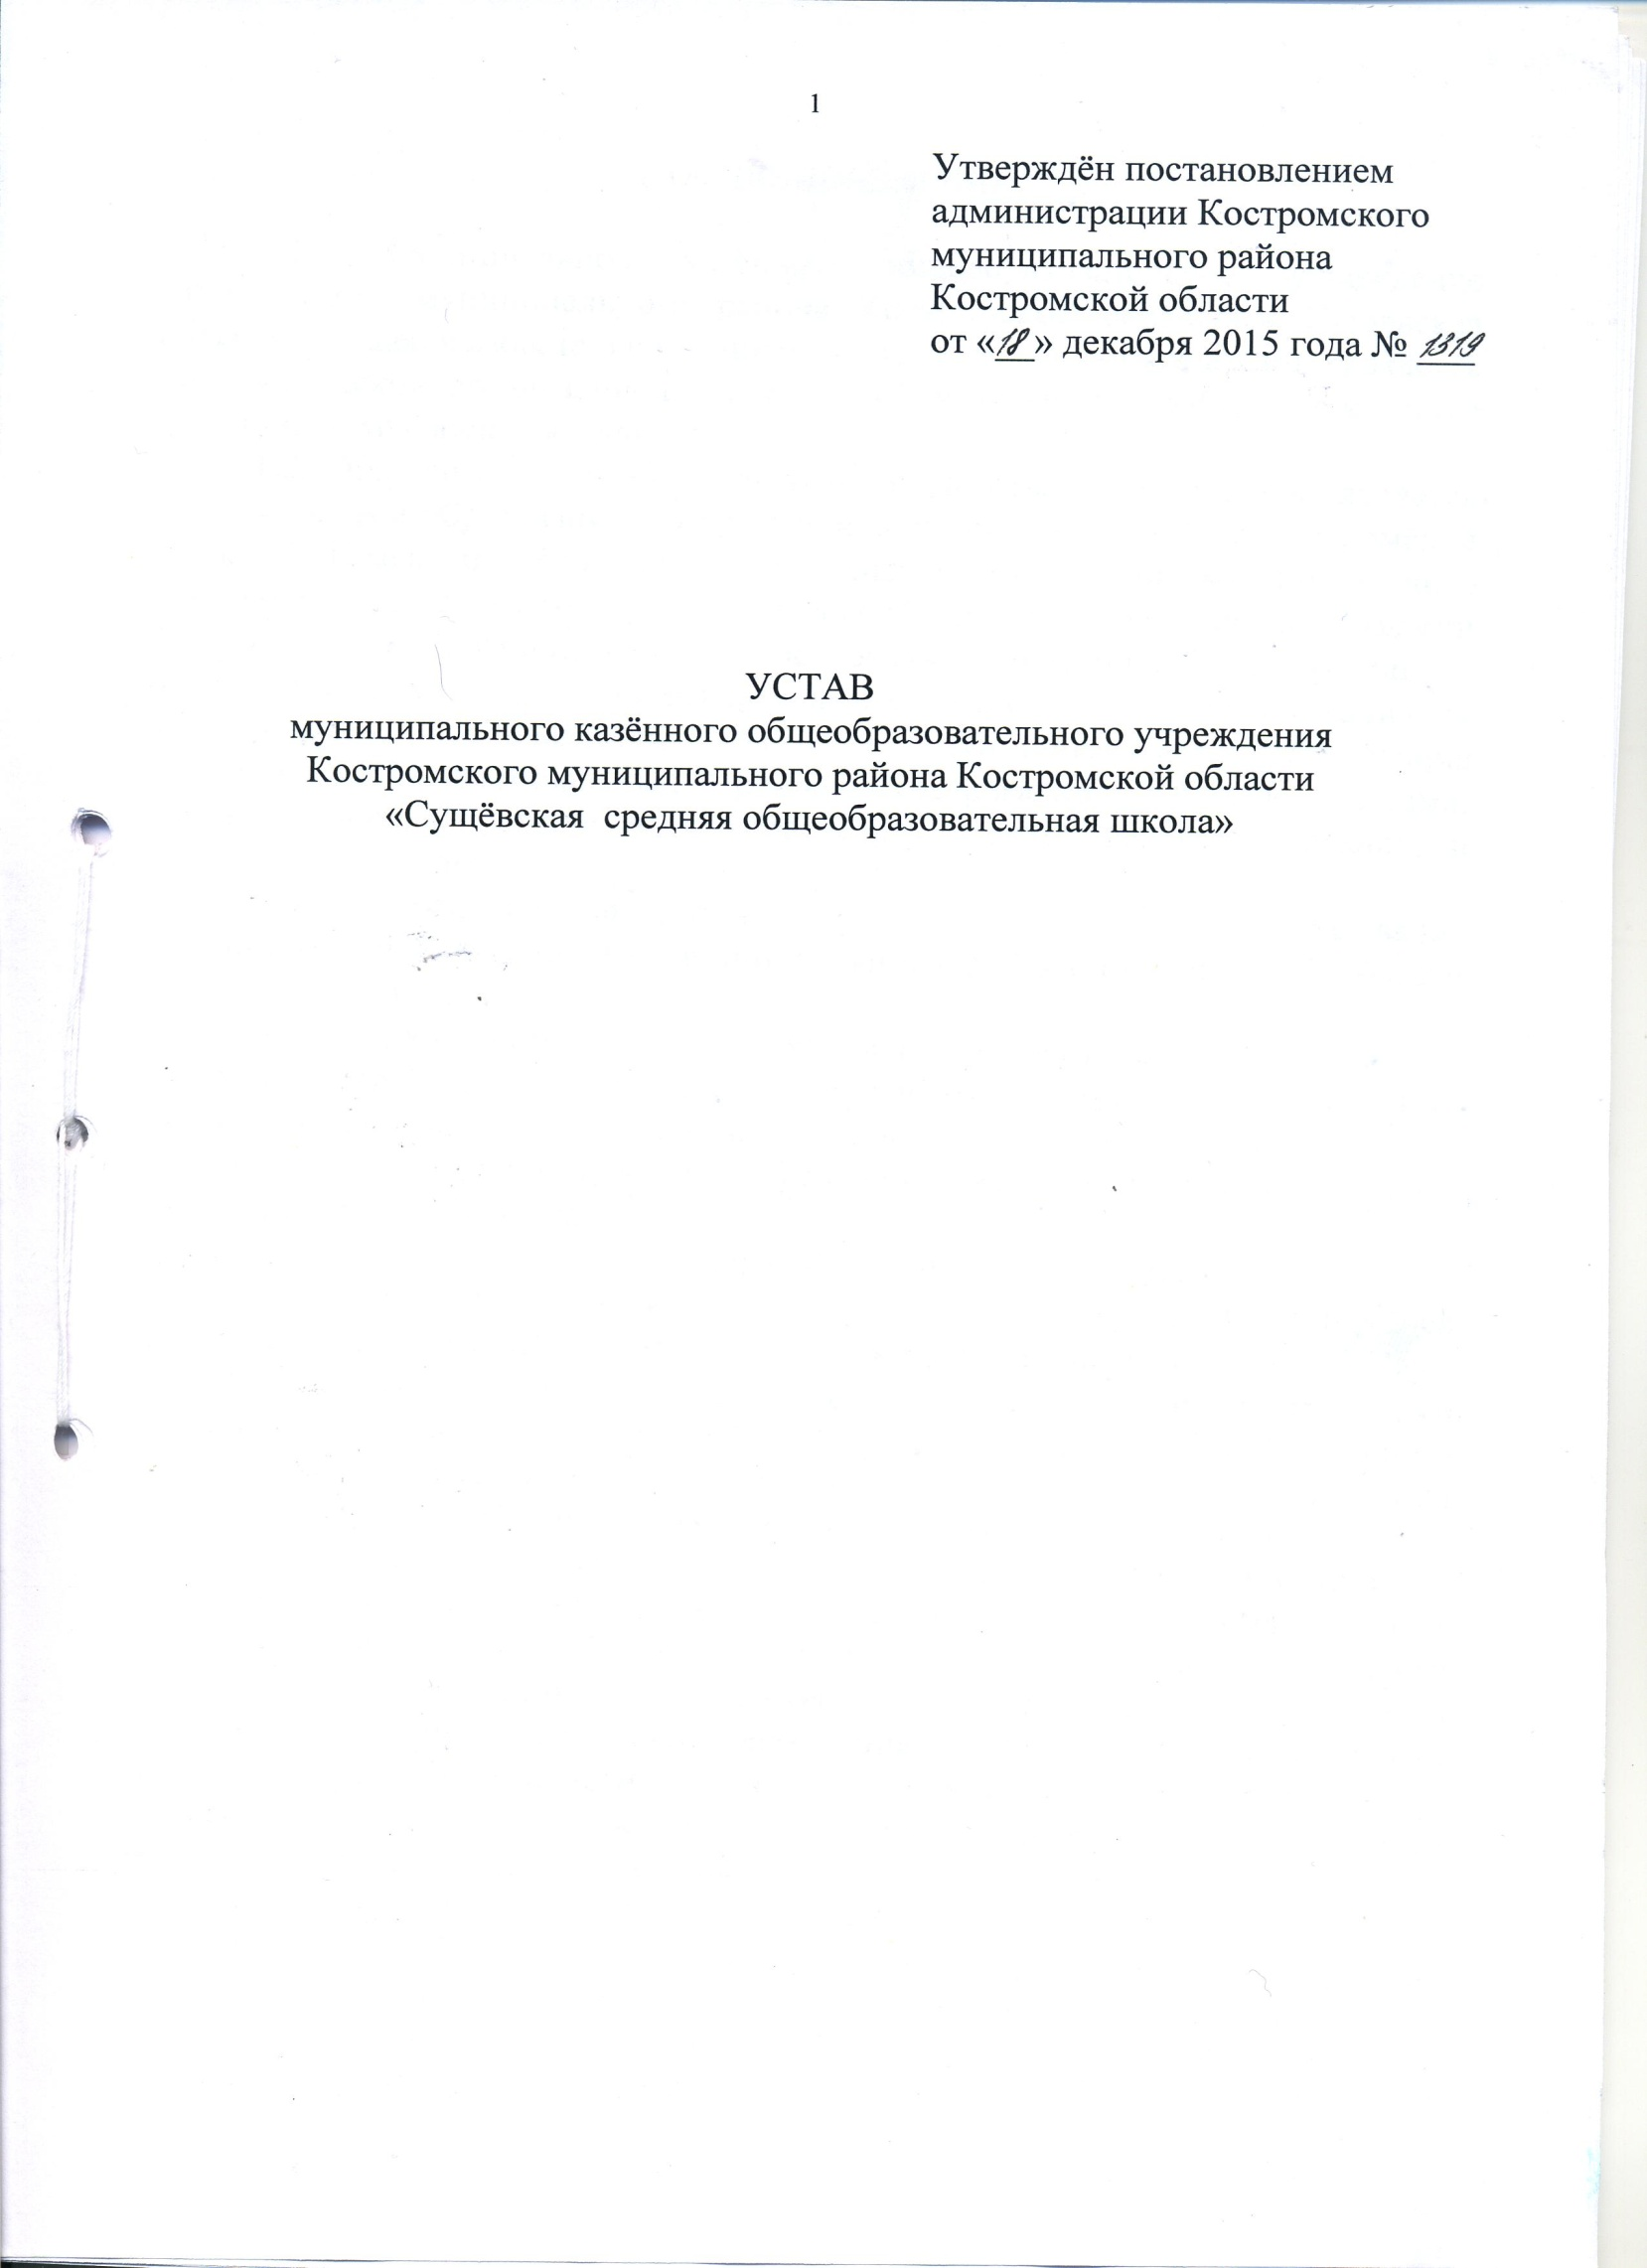 1
Утверждён постановлением
администрации Костромского
муниципального района
Костромской области
от «18» декабря 2015 года № 1319
УСТАВ
муниципального казённого общеобразовательного учреждения
Костромского муниципального района Костромской области
«Сущёвская средняя общеобразовательная школа»